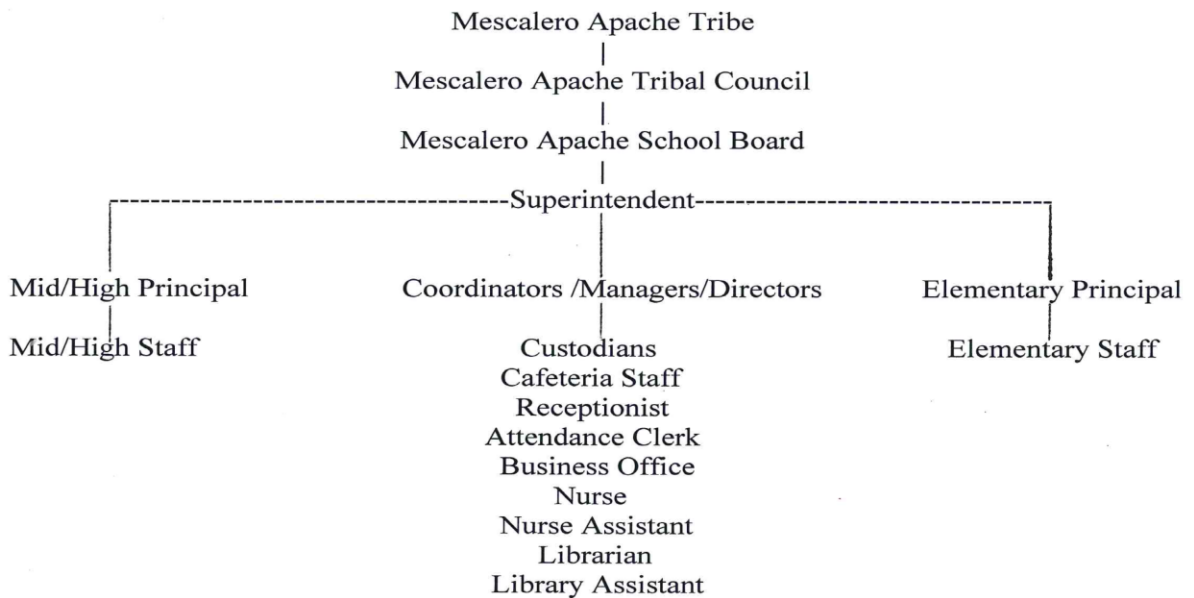 Mescalero Apache Tribe
Mescalero Apache Tribal Council
Mescalero Apache School Board
Superintendent
Mid/High Principal
Coordinators /Managers/Directors
Elementary Principal
Mid/High Staff
Custodians
Elementary Staff
Cafeteria Staff
Receptionist
Attendance Clerk
Business Office
Nurse
Nurse Assistant
Librarian
Library Assistant